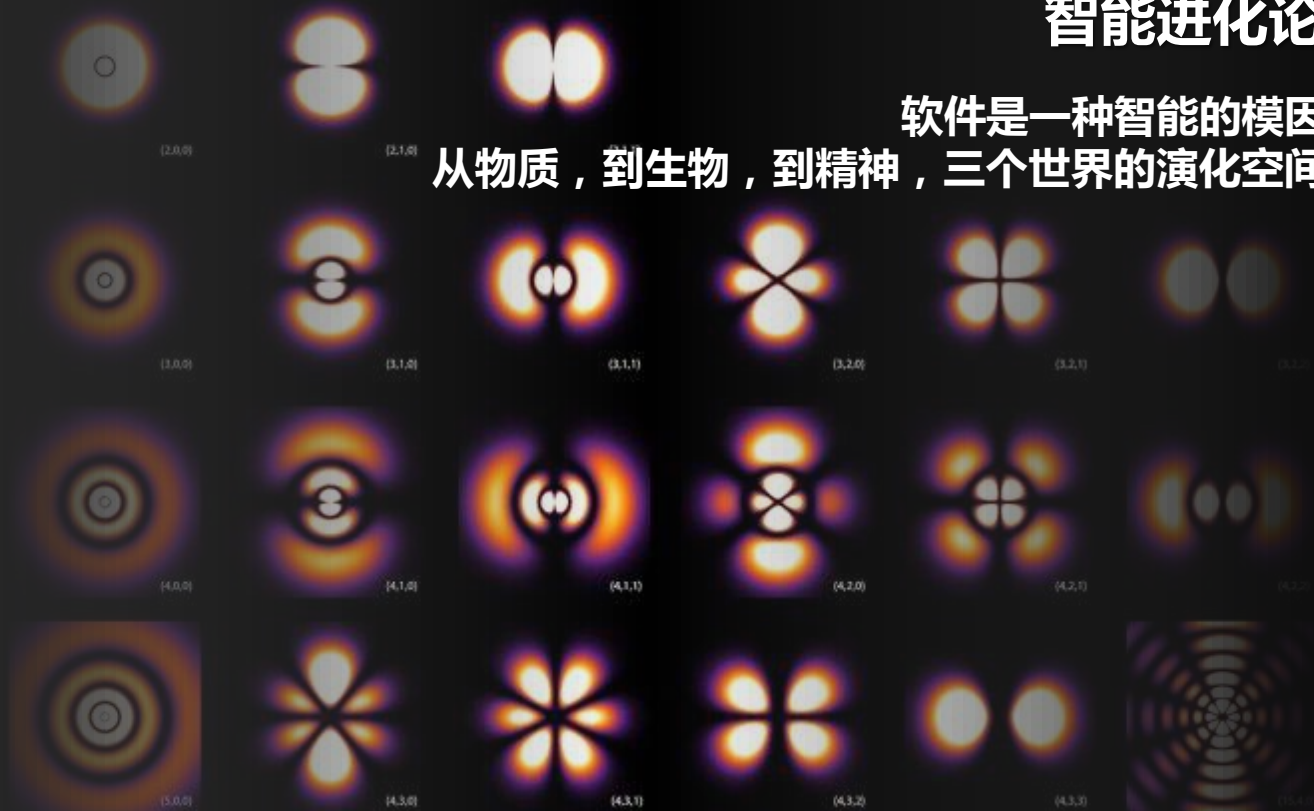 智能进化论
软件是一种智能的模因
从物质，到生物，到精神，三个世界的演化空间
(2,0,0) (2,1,0)
(3,0,0) (3,1,0) (3,1,1) (3,2,0) (3,2,1)
(4,0,0) (4,1,0) (4,1,1) (4,2,0) (4,2,1)
(5,0,0) (4,3,0) (4,3,1) (4,3,2) (4,3,3)